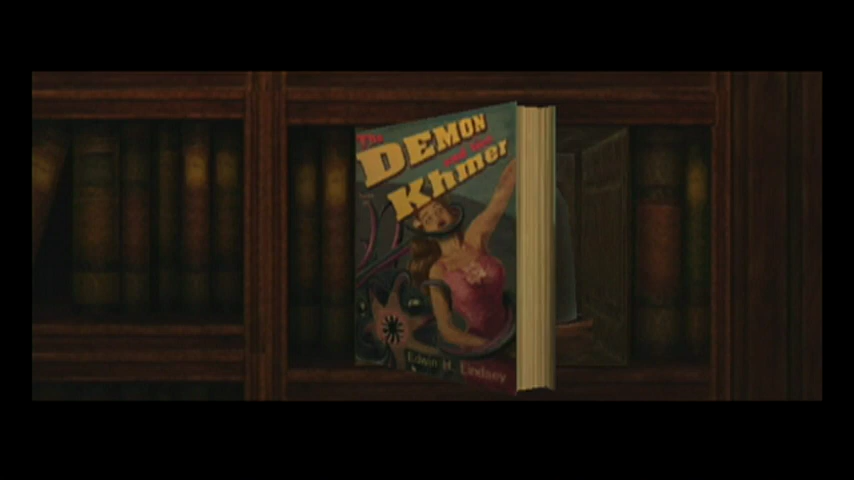 The
DEMON
and the
Khmer
Edwin H. Lindsey